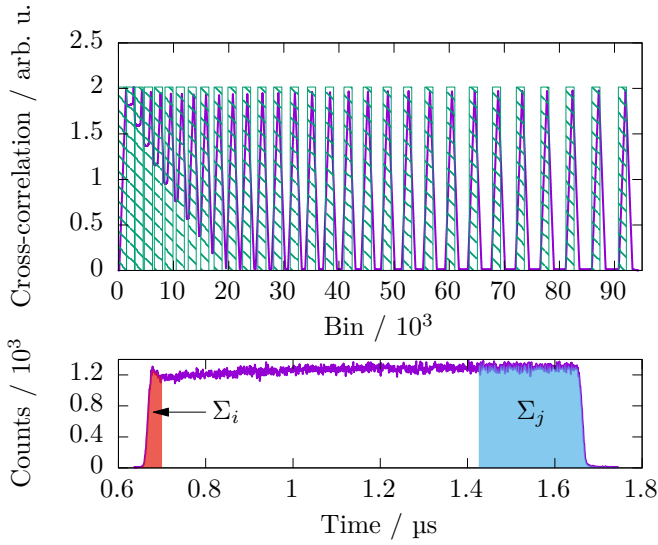 Cross-correlation / arb. u.
2.5
2
1.5
1
0.5
0
0 10 20 30 40 50 60 70 80 90
Bin / 10³
Counts / 10³
1.2
0.8
0.4
0
Σᵢ
Σⱼ
0.6 0.8 1 1.2 1.4 1.6 1.8
Time / µs